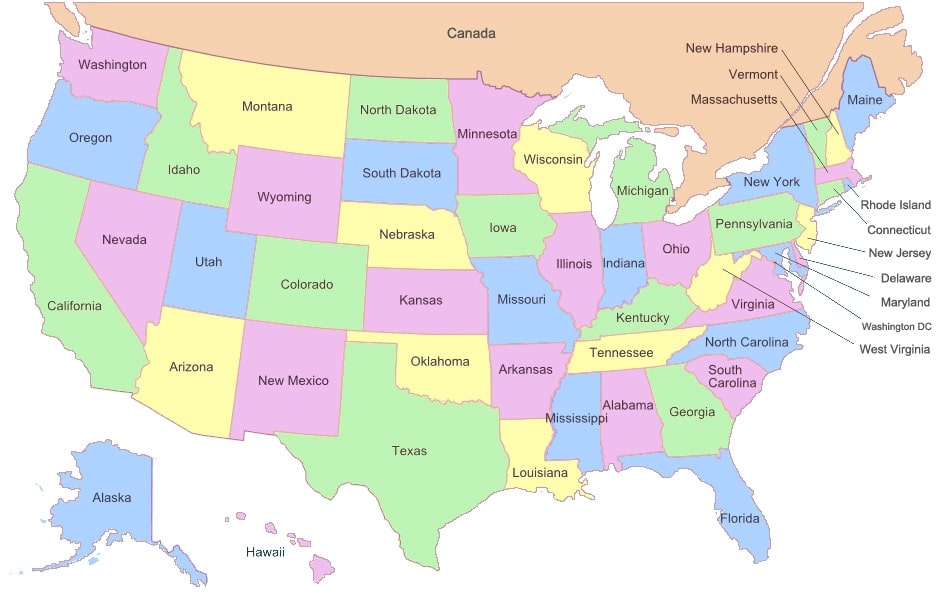 Canada
New Hampshire
Washington
Vermont
Montana
North Dakota
Massachusetts
Maine
Minnesota
Oregon
Wisconsin
Idaho
South Dakota
New York
Michigan
Wyoming
Rhode Island
Pennsylvania
Iowa
Connecticut
Nebraska
Nevada
Ohio
New Jersey
Utah
Illinois
Indiana
Delaware
Colorado
Kansas
Missouri
Maryland
California
Virginia
Kentucky
Washington DC
North Carolina
West Virginia
Tennessee
Oklahoma
Arizona
Arkansas
South
Carolina
New Mexico
Alabama
Georgia
Mississippi
Texas
Louisiana
Alaska
Florida
Hawaii